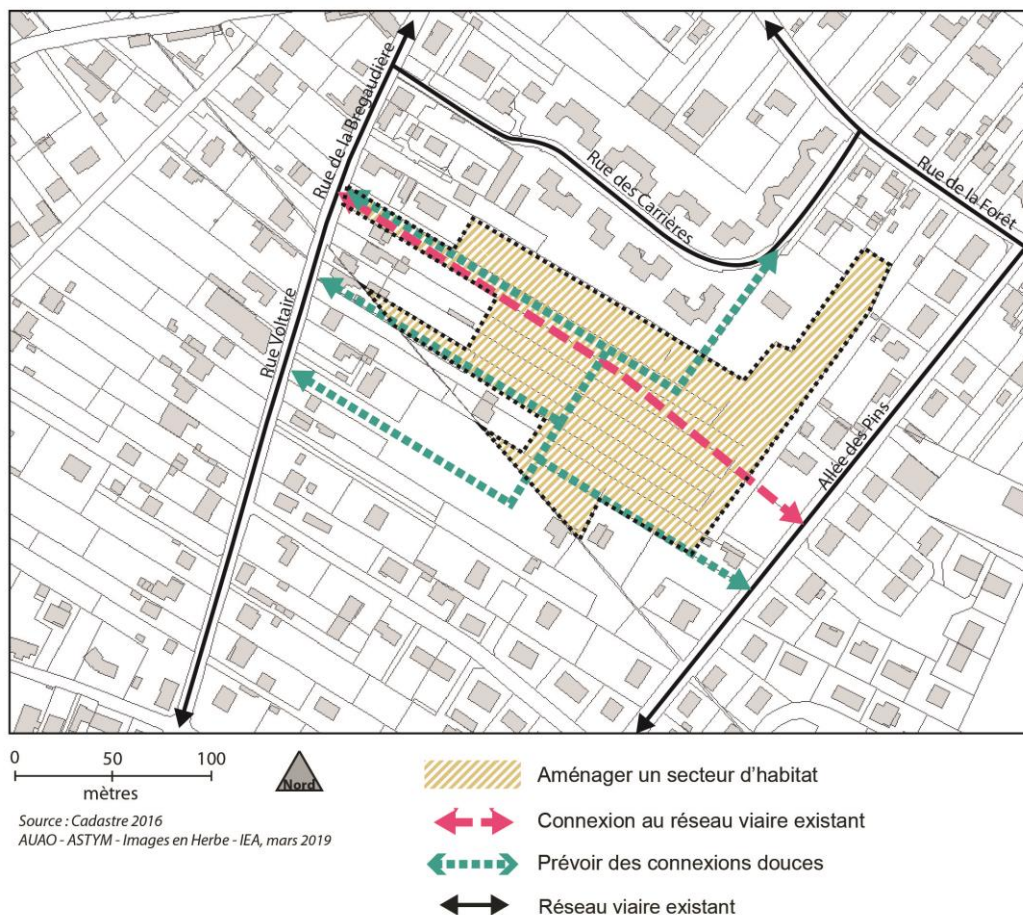 Rue de la Bregaudière
Rue des Carrières
Rue de la Forêt
Rue Voltaire
Allée des Pins
0 50 100
mètres
Nord
Source : Cadastre 2016
AUAO - ASTYM - Images en Herbe - IEA, mars 2019
Aménager un secteur d'habitat
Connexion au réseau viaire existant
Prévoir des connexions douces
Réseau viaire existant